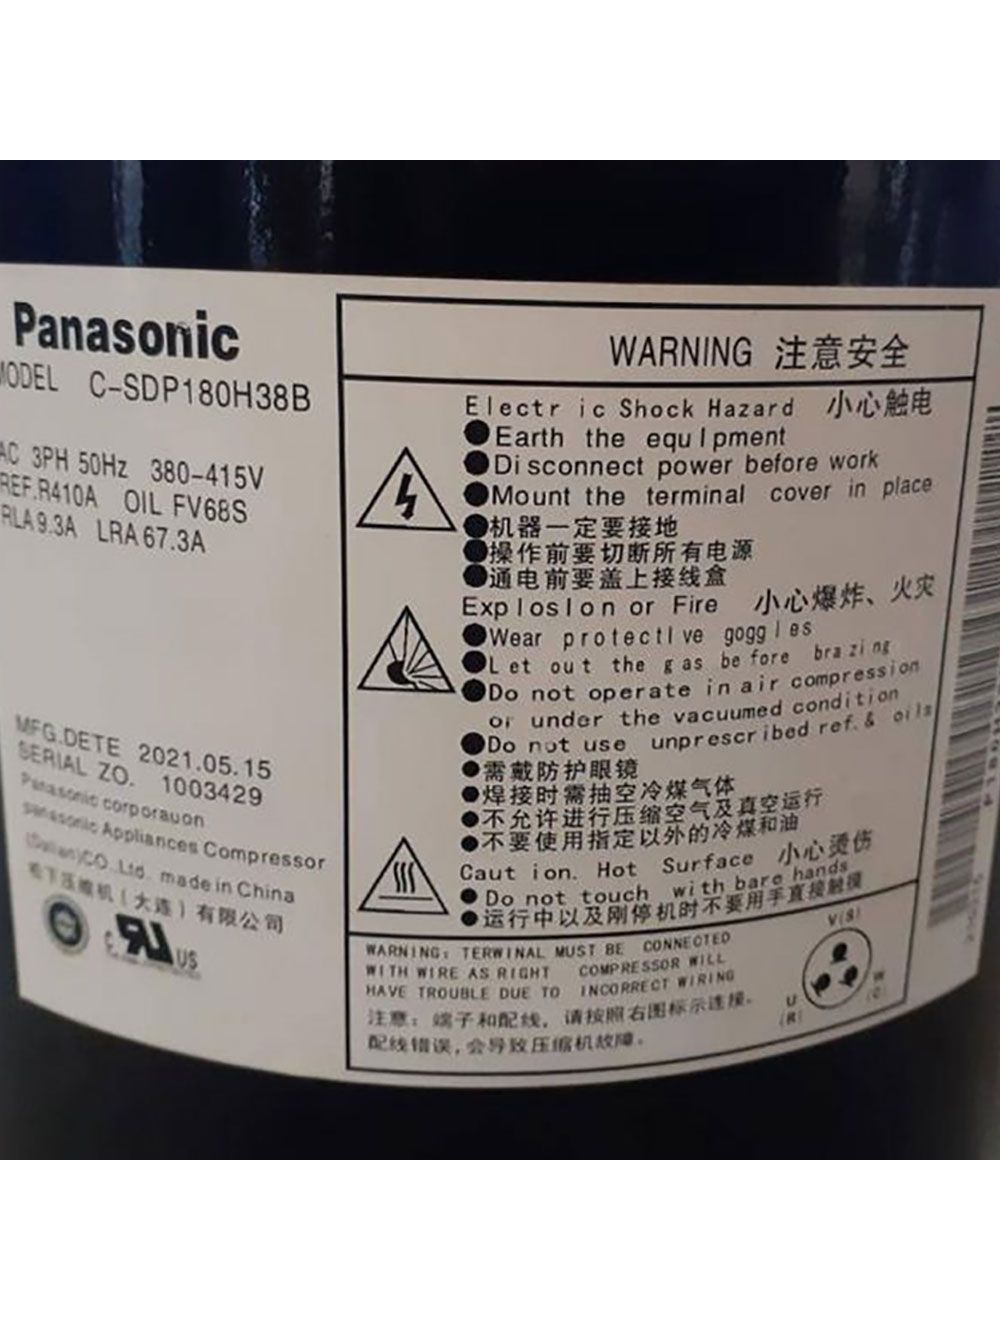 Panasonic
MODEL C-SDP180H38B
AC 3PH 50Hz 380-415V
REF.R410A OIL FV68S
RLA9.3A LRA67.3A
MFG.DETE 2021.05.15
SERIAL ZO. 1003429
Panasonic corporauon
panasonic Appliances Compressor
(Dalian)CO.,Ltd. made in China
松下压缩机（大连）有限公司
c RU US
WARNING 注意安全
Electr ic Shock Hazard 小心触电
●Earth the equIpment
●Di sconnect power before work
●Mount the terminal cover in place
●机器一定要接地
●操作前要切断所有电源
●通电前要盖上接线盒
ExplosIon or Fire 小心爆炸、火灾
●Wear protectIve goggles
●Let out the gas before brazing
●Do not operate in air compression
or under the vacuumed condition
●Do not use unprescribed ref.& oils
●需戴防护眼镜
●焊接时需抽空冷煤气体
●不允许进行压缩空气及真空运行
●不要使用指定以外的冷煤和油
Caut ion. Hot Surface 小心烫伤
●Do not touch with bare hands
●运行中以及刚停机时不要用手直接触摸
WARNING: TERWINAL MUST BE CONNECTED
WITH WIRE AS RIGHT COMPRESSOR WILL
HAVE TROUBLE DUE TO INCORRECT WIRING
注意：端子和配线，请按照右图标示连接。
配线错误,会导致压缩机故障。
V(S)
U
(R)
W
(C)